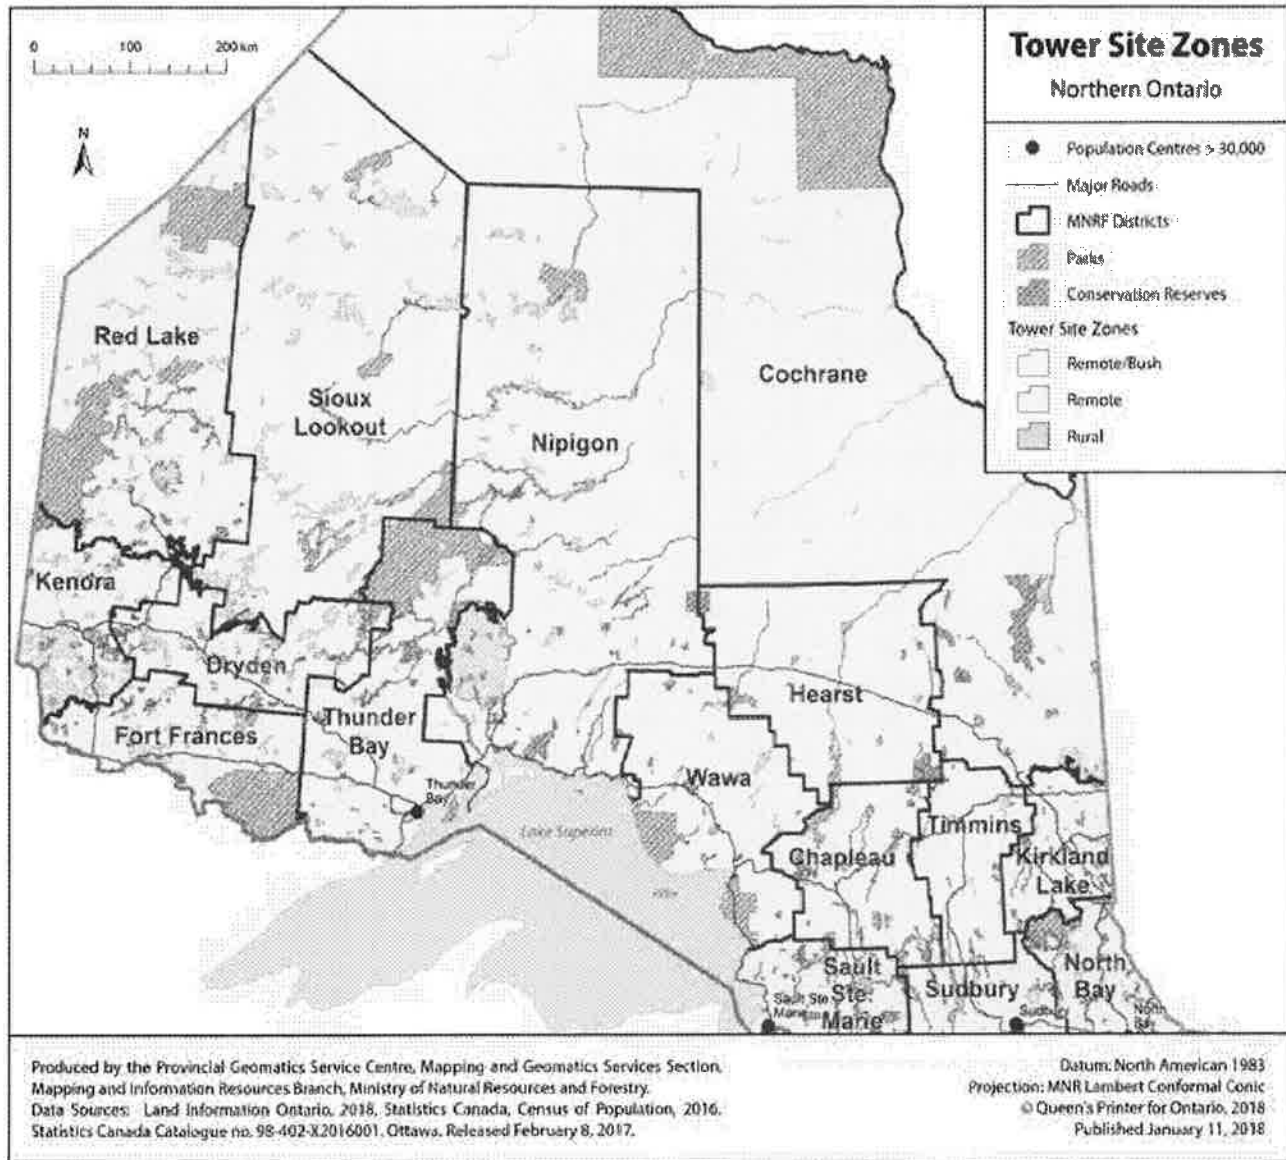 0 100 200 km
N
Tower Site Zones
Northern Ontario
Population Centres > 30,000
Major Roads
MNRF Districts
Parks
Conservation Reserves
Tower Site Zones
Remote/Bush
Remote
Rural
Red Lake
Sioux
Lookout
Cochrane
Nipigon
Kenora
Dryden
Hearst
Fort Frances
Thunder
Bay
Wawa
Thunder
Bay
Lake Superior
Timmins
Chapleau
Kirkland
Lake
Sault
Ste.
Marie
Sault Ste.
Marie
Sudbury
Sudbury
North
Bay
North
Bay
Produced by the Provincial Geomatics Service Centre, Mapping and Geomatics Services Section,
Mapping and Information Resources Branch, Ministry of Natural Resources and Forestry.
Data Sources: Land Information Ontario, 2018, Statistics Canada, Census of Population, 2016.
Statistics Canada Catalogue no. 98-402-X2016001. Ottawa. Released February 8, 2017.
Datum: North American 1983
Projection: MNR Lambert Conformal Conic
© Queen's Printer for Ontario, 2018
Published January 11, 2018